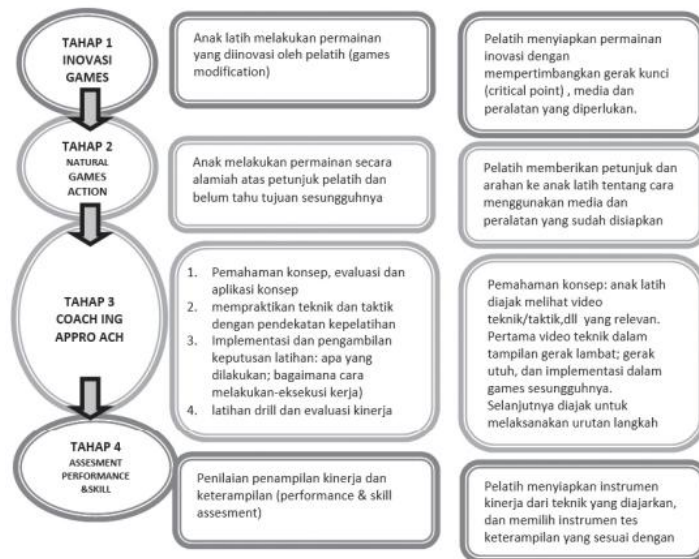 TAHAP 1
INOVASI
GAMES
Anak latih melakukan permainan
yang diinovasi oleh pelatih (games
modification)
Pelatih menyiapkan permainan
inovasi dengan
mempertimbangkan gerak kunci
(critical point) , media dan
peralatan yang diperlukan.
TAHAP 2
NATURAL
GAMES
ACTION
Anak melakukan permainan secara
alamiah atas petunjuk pelatih dan
belum tahu tujuan sesungguhnya
Pelatih memberikan petunjuk dan
arahan ke anak latih tentang cara
menggunakan media dan
peralatan yang sudah disiapkan
TAHAP 3
COACH ING
APPRO ACH
1. Pemahaman konsep, evaluasi dan
aplikasi konsep
2. mempraktikan teknik dan taktik
dengan pendekatan kepelatihan
3. Implementasi dan pengambilan
keputusan latihan: apa yang
dilakukan; bagaimana cara
melakukan-eksekusi kerja)
4. latihan drill dan evaluasi kinerja
Pemahaman konsep: anak latih
diajak melihat video
teknik/taktik,dll yang relevan.
Pertama video teknik dalam
tampilan gerak lambat; gerak
utuh, dan implementasi dalam
games sesungguhnya.
Selanjutnya diajak untuk
melaksanakan urutan langkah
TAHAP 4
ASSESMENT
PERFORMANCE
&SKILL
Penilaian penampilan kinerja dan
keterampilan (performance & skill
assesment)
Pelatih menyiapkan instrumen
kinerja dari teknik yang diajarkan,
dan memilih instrumen tes
keterampilan yang sesuai dengan